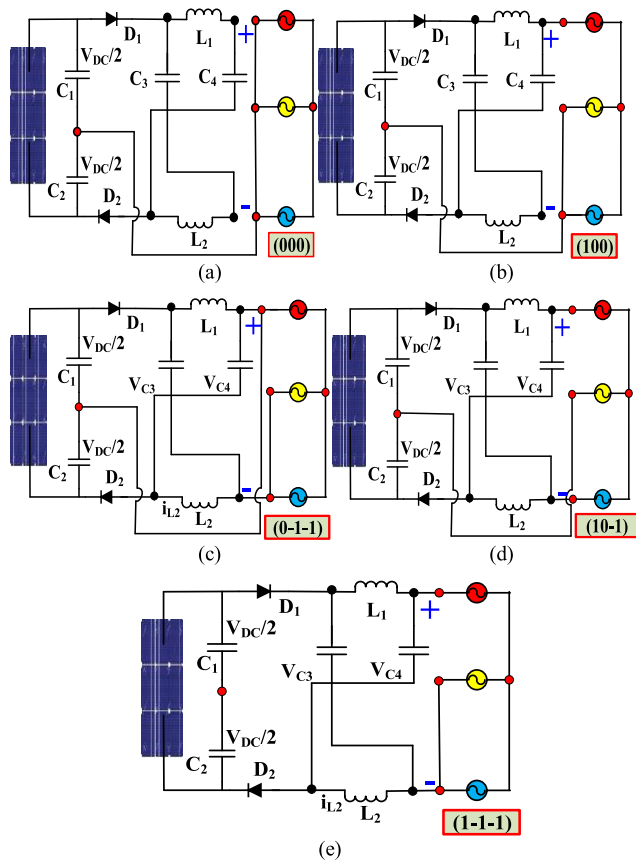 D1
L1
+
VDC/2
C1
C3
C4
VDC/2
C2
D2
-
L2
(000)
(a)
D1
L1
+
VDC/2
C1
C3
C4
VDC/2
C2
D2
-
L2
(100)
(b)
D1
L1
+
VDC/2
C1
VC3
VC4
VDC/2
C2
D2
-
iL2
L2
(0-1-1)
(c)
D1
L1
+
VDC/2
C1
VC3
VC4
VDC/2
C2
D2
-
L2
(10-1)
(d)
D1
L1
+
VDC/2
C1
VC3
VC4
VDC/2
C2
D2
-
iL2
L2
(1-1-1)
(e)